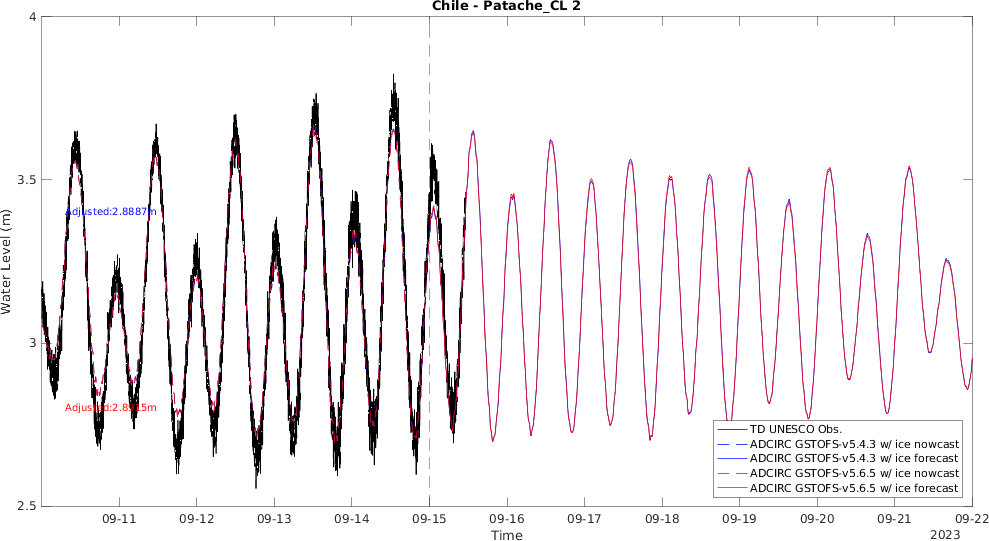 Chile - Patache_CL 2
4
3.5
3
2.5
Water Level (m)
Adjusted:2.8887m
Adjusted:2.8915m
TD UNESCO Obs.
ADCIRC GSTOFS-v5.4.3 w/ ice nowcast
ADCIRC GSTOFS-v5.4.3 w/ ice forecast
ADCIRC GSTOFS-v5.6.5 w/ ice nowcast
ADCIRC GSTOFS-v5.6.5 w/ ice forecast
09-11 09-12 09-13 09-14 09-15 09-16 09-17 09-18 09-19 09-20 09-21 09-22
Time
2023